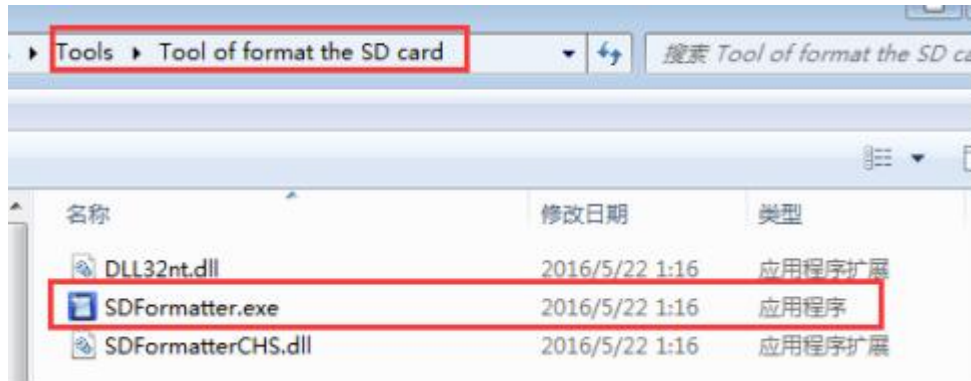 Tools ▸ Tool of format the SD card
搜索 Tool of format the SD
名称 修改日期 类型
DLL32nt.dll 2016/5/22 1:16 应用程序扩展
SDFormatter.exe 2016/5/22 1:16 应用程序
SDFormatterCHS.dll 2016/5/22 1:16 应用程序扩展